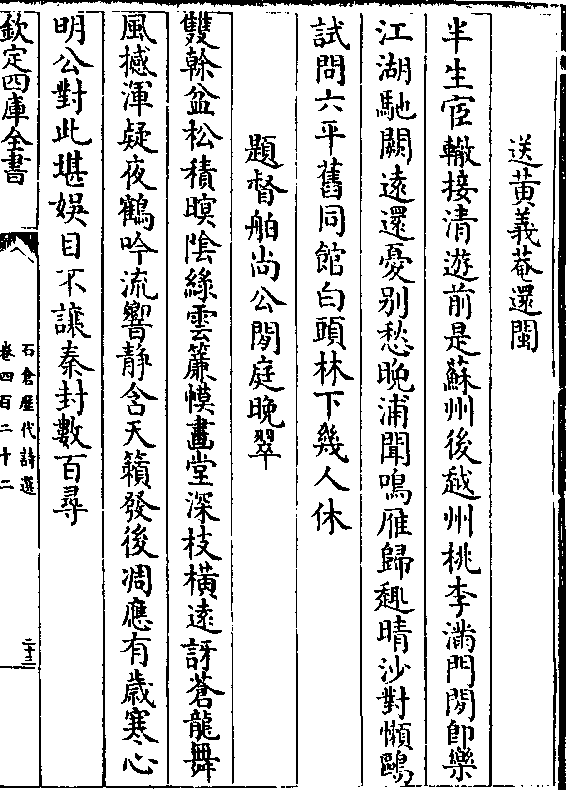 送黄義菴還閩
半生宦轍接清遊前是蘇州後越州桃李滿門閒即樂
江湖馳闕遠還憂别愁晚浦聞鳴雁歸趣晴沙對懶鷗
試問六平舊同館白頭林下幾人休
題督舶尚公閒庭晚翠
雙榦盆松積暝陰緑雲簾幙畫堂深枝横遠訝蒼龍舞
風撼渾疑夜鶴吟流響静含天籟發後凋應有歲寒心
明公對此堪娛目不讓秦封數百尋
欽定四庫全書
石倉歷代詩選
卷四百二十二
二十三